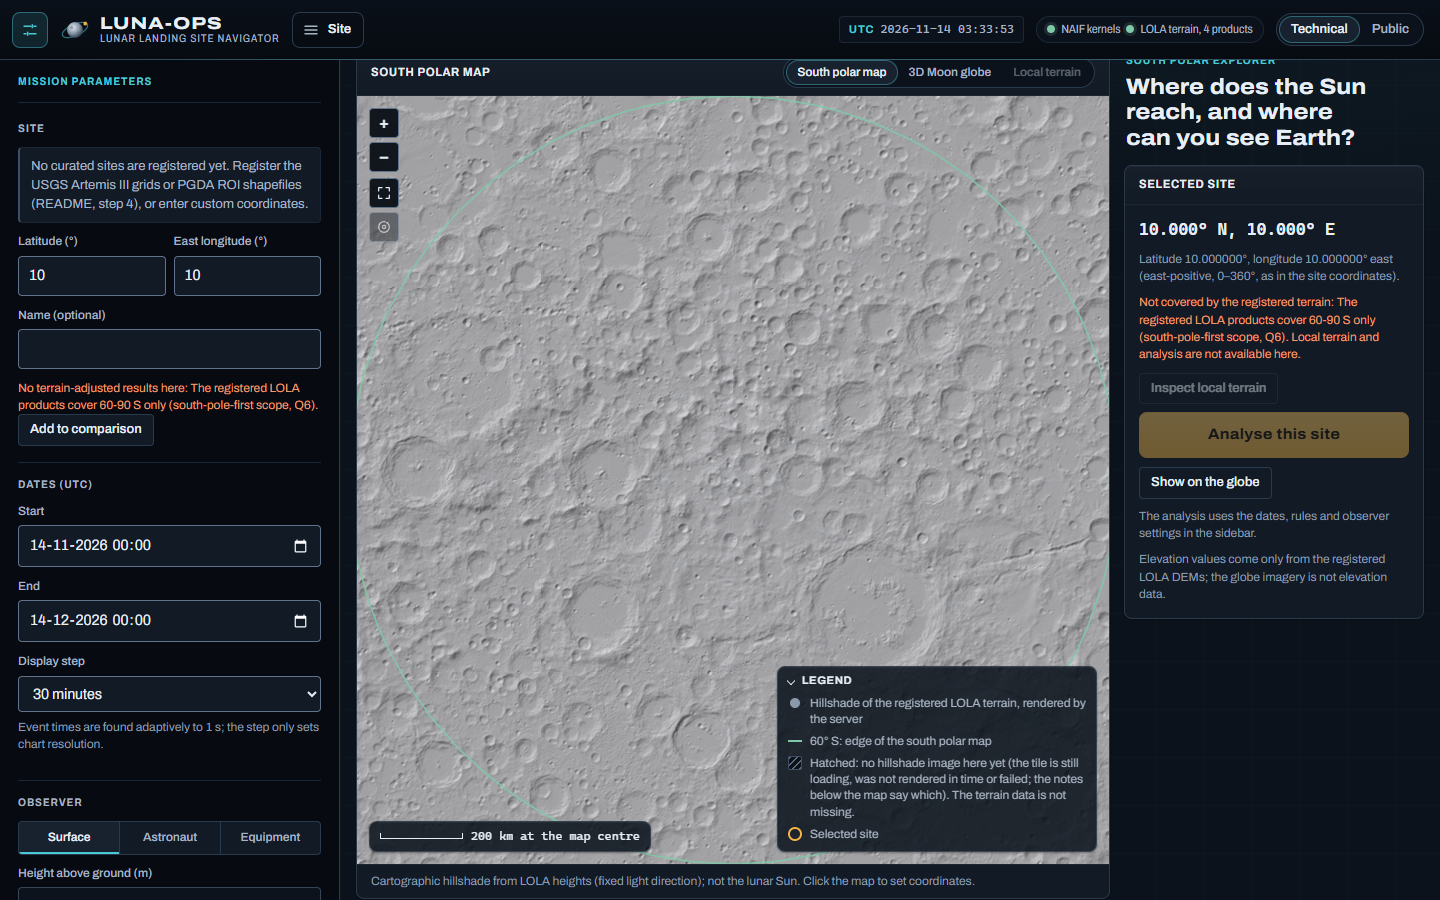 LUNA-OPS
LUNAR LANDING SITE NAVIGATOR
Site
UTC 2026-11-14 03:33:53
NAIF kernels
LOLA terrain, 4 products
Technical
Public
MISSION PARAMETERS
SITE
No curated sites are registered yet. Register the
USGS Artemis III grids or PGDA ROI shapefiles
(README, step 4), or enter custom coordinates.
Latitude (°)
East longitude (°)
10
10
Name (optional)
No terrain-adjusted results here: The registered LOLA
products cover 60-90 S only (south-pole-first scope, Q6).
Add to comparison
DATES (UTC)
Start
14-11-2026 00:00
End
14-12-2026 00:00
Display step
30 minutes
Event times are found adaptively to 1 s; the step only sets
chart resolution.
OBSERVER
Surface
Astronaut
Equipment
Height above ground (m)
SOUTH POLAR MAP
South polar map
3D Moon globe
Local terrain
+
−
LEGEND
Hillshade of the registered LOLA terrain, rendered by
the server
60° S: edge of the south polar map
Hatched: no hillshade image here yet (the tile is still
loading, was not rendered in time or failed; the notes
below the map say which). The terrain data is not
missing.
Selected site
200 km at the map centre
Cartographic hillshade from LOLA heights (fixed light direction); not the lunar Sun. Click the map to set coordinates.
SOUTH POLAR EXPLORER
Where does the Sun
reach, and where
can you see Earth?
SELECTED SITE
10.000° N, 10.000° E
Latitude 10.000000°, longitude 10.000000° east
(east-positive, 0–360°, as in the site coordinates).
Not covered by the registered terrain: The
registered LOLA products cover 60-90 S only
(south-pole-first scope, Q6). Local terrain and
analysis are not available here.
Inspect local terrain
Analyse this site
Show on the globe
The analysis uses the dates, rules and observer
settings in the sidebar.
Elevation values come only from the registered
LOLA DEMs; the globe imagery is not elevation
data.